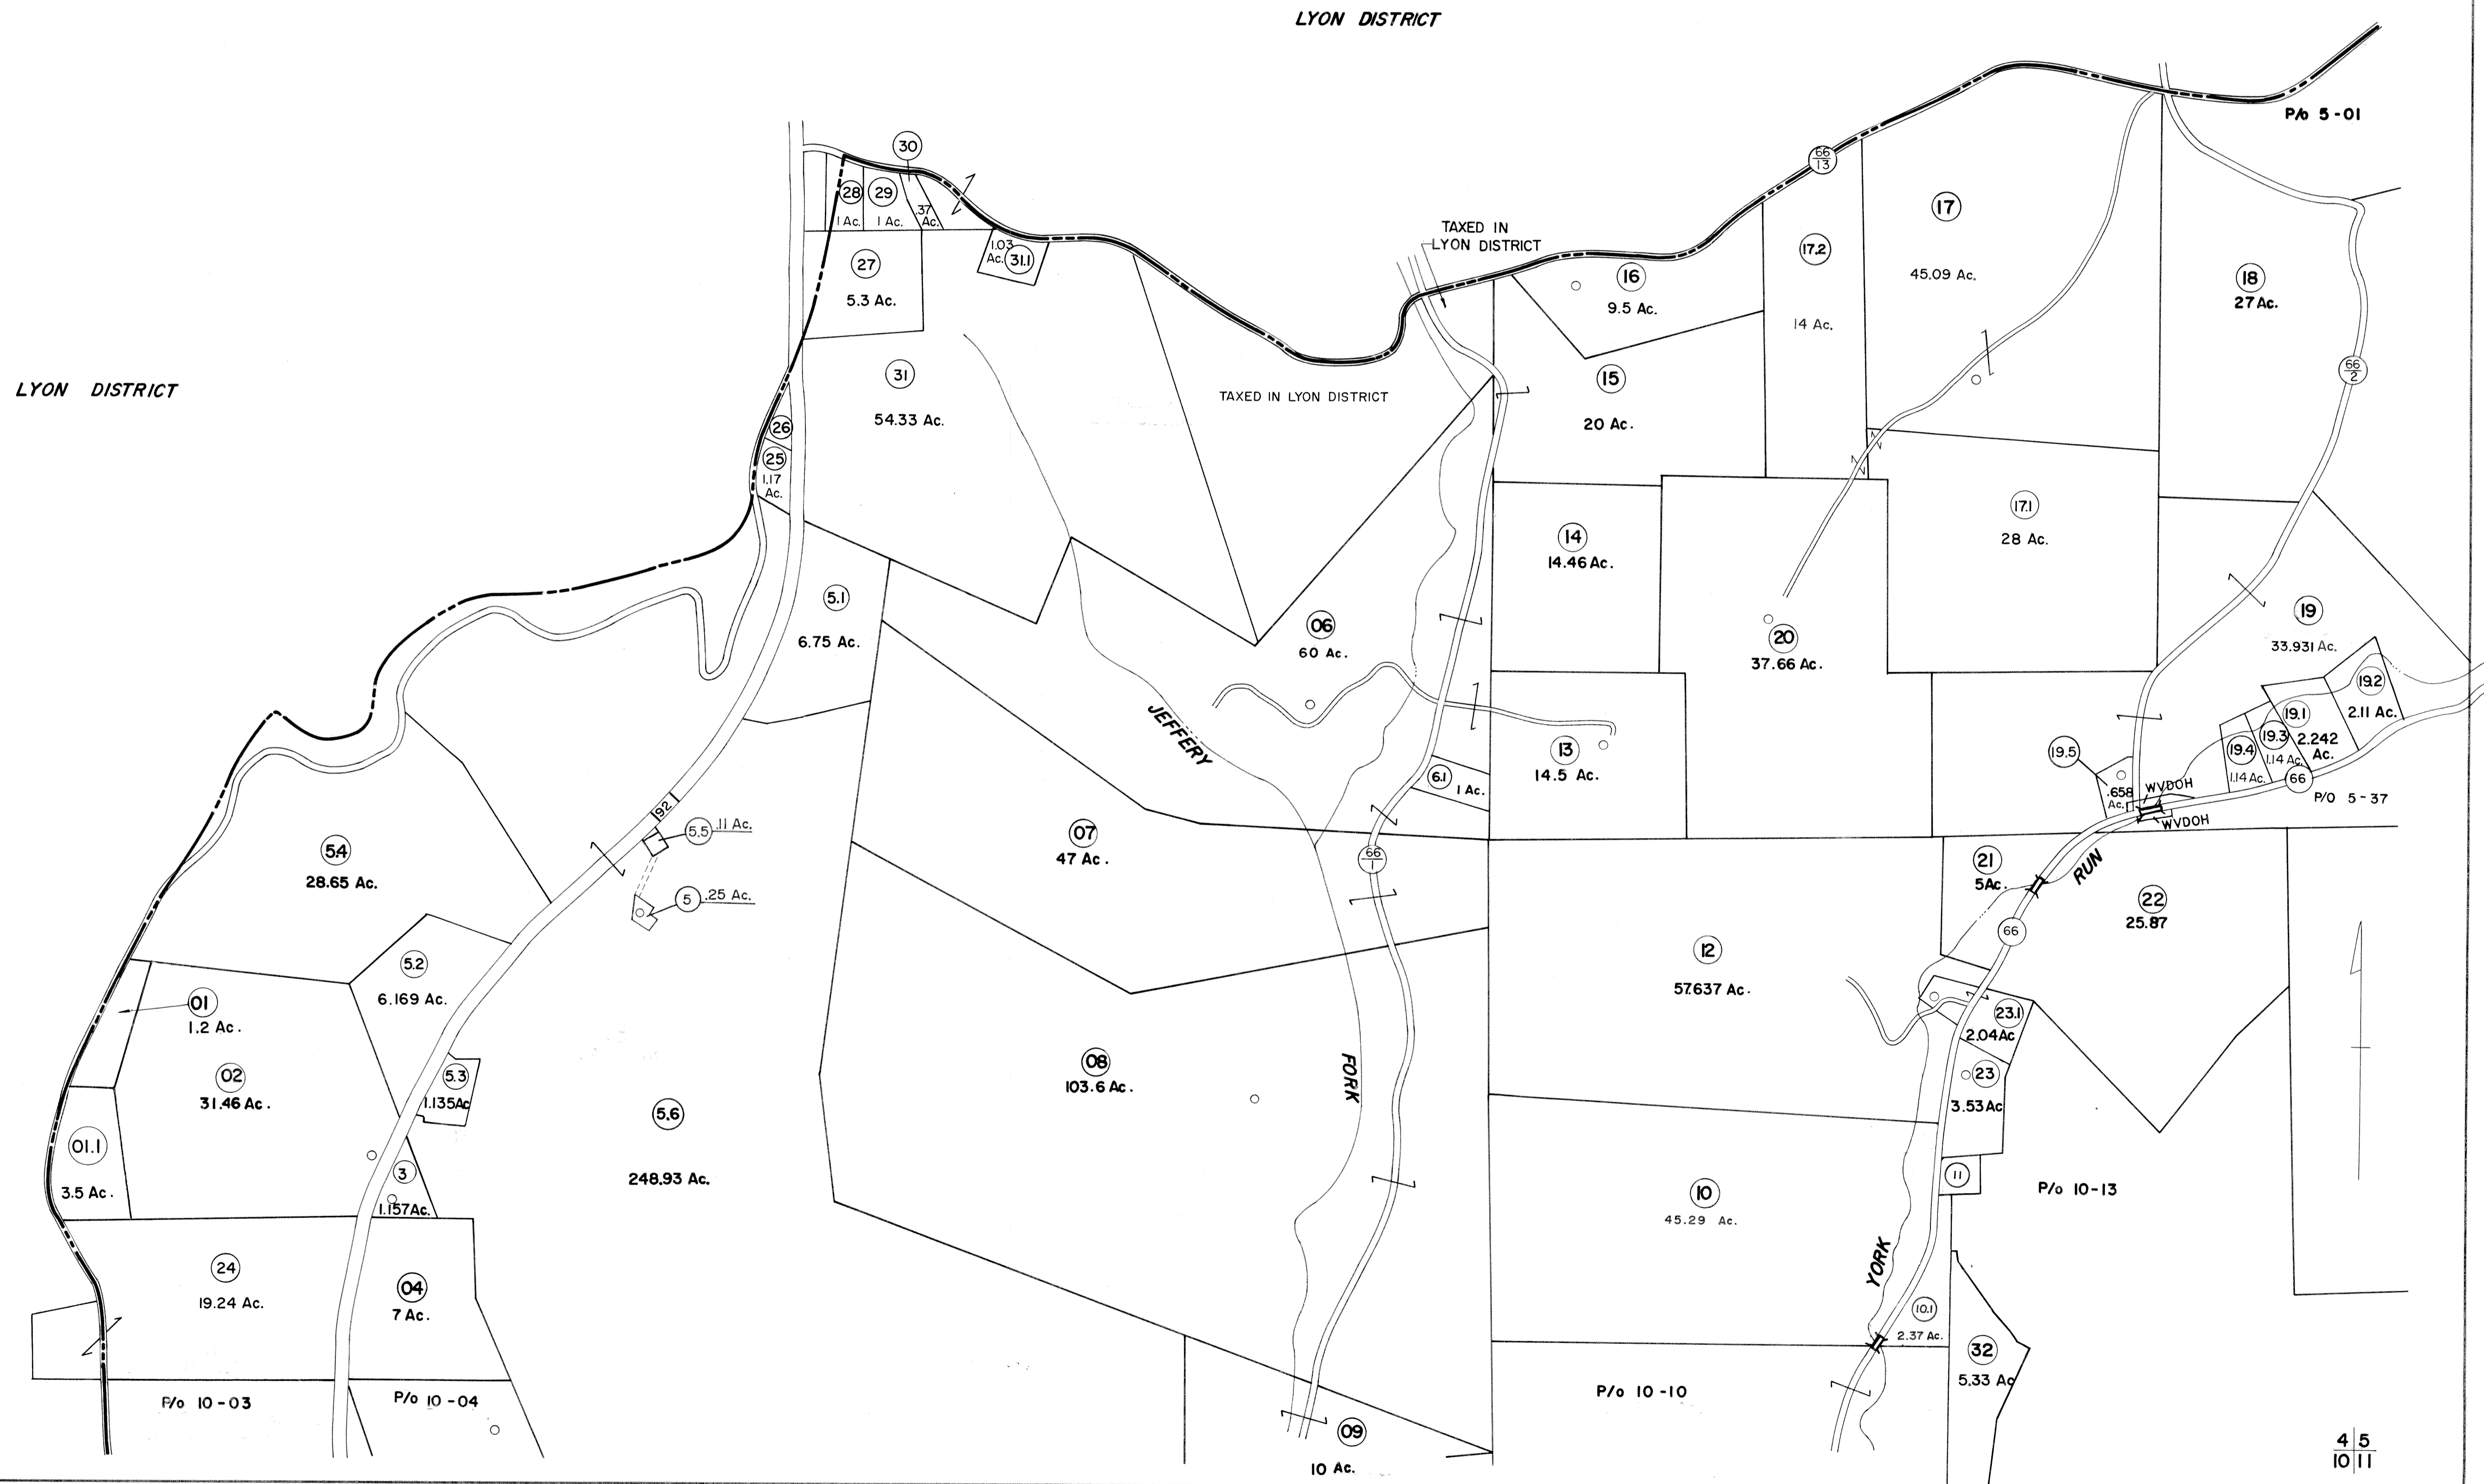 LYON DISTRICT
P/o 5-01
30
66
13
28
29
1 Ac.
1 Ac.
.37
Ac.
17
TAXED IN
LYON DISTRICT
17.2
27
5.3 Ac.
1.03
Ac.
31.1
16
9.5 Ac.
45.09 Ac.
18
27 Ac.
14 Ac.
LYON DISTRICT
31
54.33 Ac.
TAXED IN LYON DISTRICT
15
20 Ac.
66
2
26
25
1.17
Ac.
14
14.46 Ac.
17.1
28 Ac.
5.1
6.75 Ac.
06
60 Ac.
20
37.66 Ac.
19
33.931 Ac.
19.2
2.11 Ac.
19.1
2.242
Ac.
19.3
1.14 Ac.
19.4
1.14 Ac.
19.5
.658
Ac.
WVDOH
WVDOH
66
P/O 5-37
JEFFERY
13
14.5 Ac.
6.1
1 Ac.
192
5.5
.11 Ac.
5
.25 Ac.
07
47 Ac.
66
1
5.4
28.65 Ac.
21
5 Ac.
RUN
22
25.87
66
12
57.637 Ac.
5.2
6.169 Ac.
01
1.2 Ac.
23.1
2.04 Ac
02
31.46 Ac.
5.3
1.135 Ac
08
103.6 Ac.
FORK
23
3.53 Ac
5.6
248.93 Ac.
01.1
3.5 Ac.
3
1.157 Ac.
11
P/o 10-13
10
45.29 Ac.
YORK
24
19.24 Ac.
04
7 Ac.
10.1
2.37 Ac.
32
5.33 Ac
P/o 10-03
P/o 10-04
P/o 10-10
09
10 Ac.
4 5
10 11